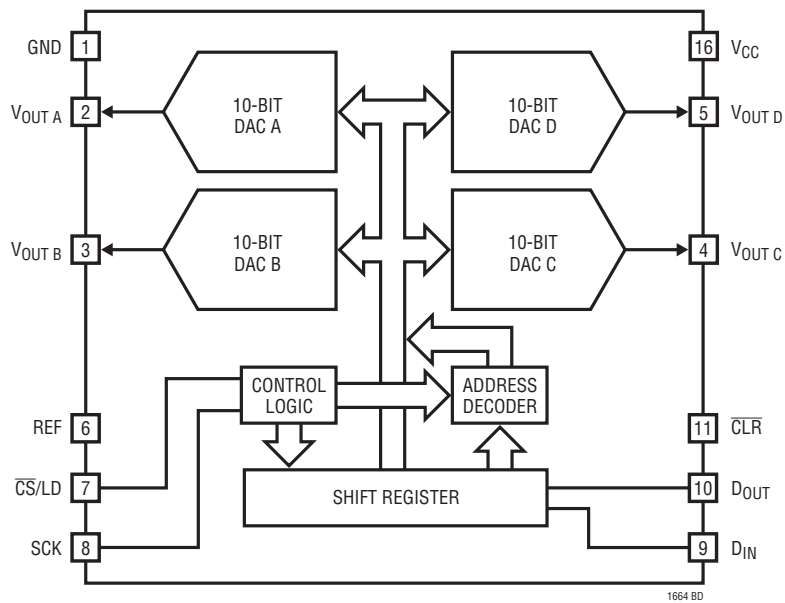 GND 1
16 VCC
VOUT A 2
10-BIT
DAC A
10-BIT
DAC D
5 VOUT D
VOUT B 3
10-BIT
DAC B
10-BIT
DAC C
4 VOUT C
CONTROL
LOGIC
ADDRESS
DECODER
REF 6
11 CLR
CS/LD 7
SHIFT REGISTER
10 DOUT
SCK 8
9 DIN
1664 BD